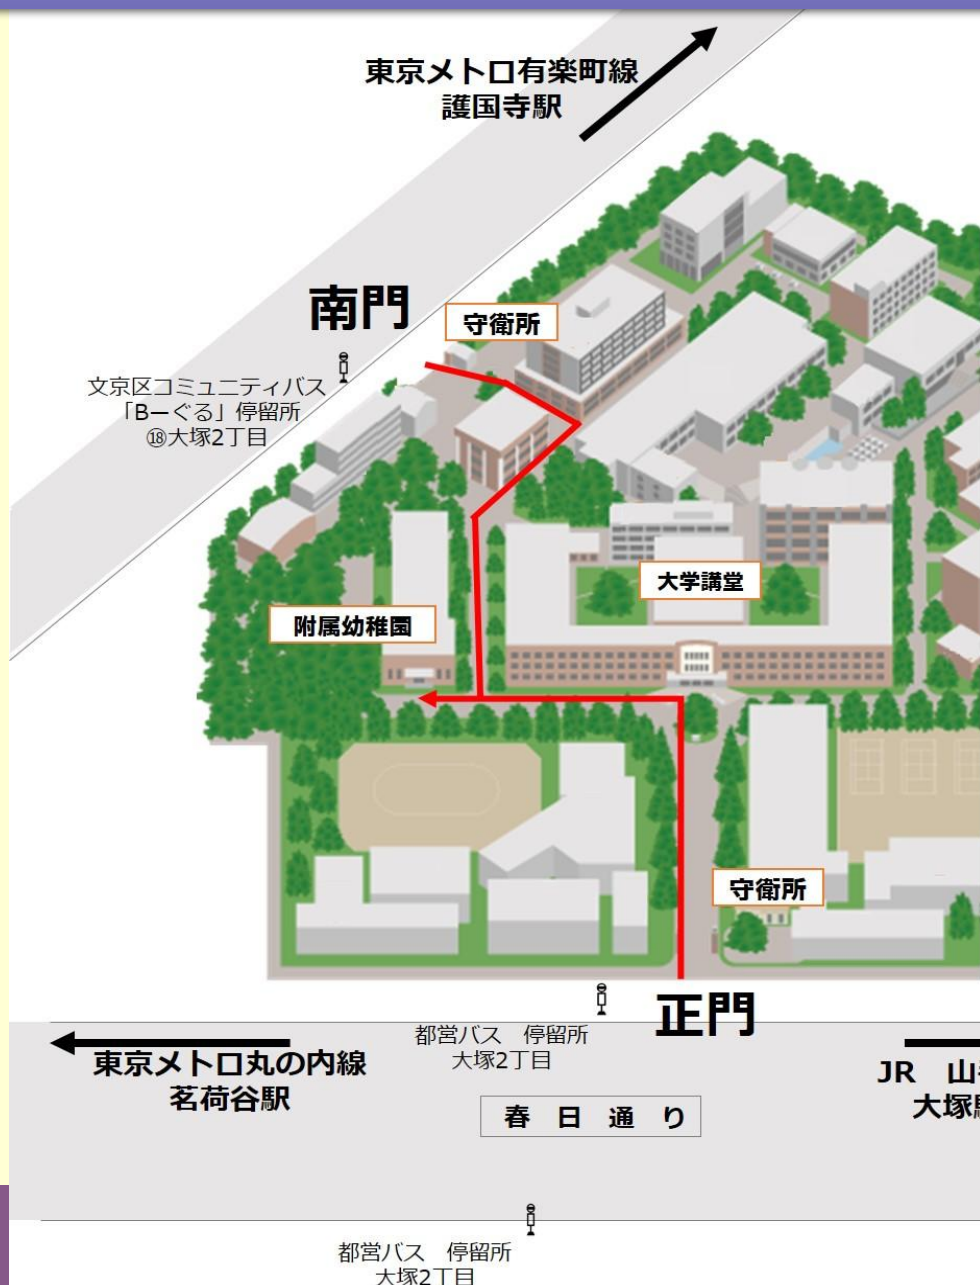 東京メトロ有楽町線
護国寺駅
南門
守衛所
文京区コミュニティバス
「Bーぐる」停留所
⑱大塚2丁目
大学講堂
附属幼稚園
守衛所
正門
都営バス 停留所
大塚2丁目
東京メトロ丸の内線
茗荷谷駅
JR 山
大塚
春日通り
都営バス 停留所
大塚2丁目